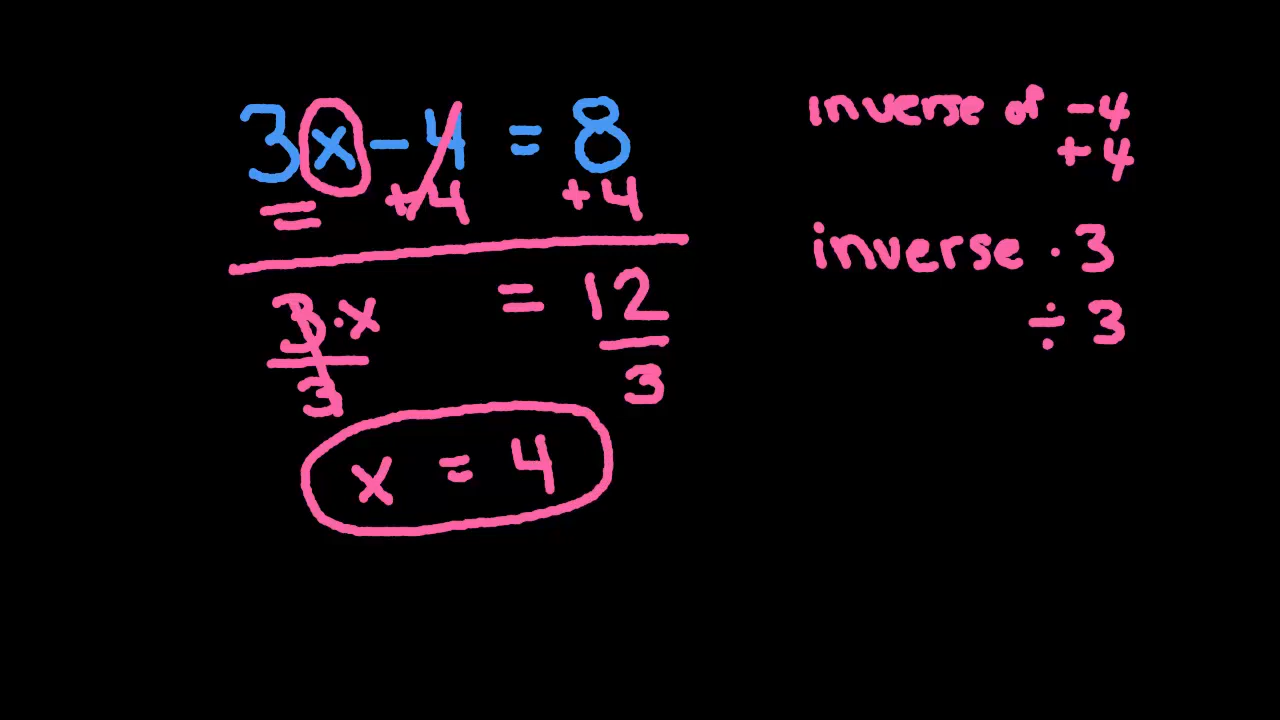 3x - 4 = 8
= +4 +4
3·x = 12
3 3
x = 4
inverse of -4
+4
inverse · 3
÷ 3